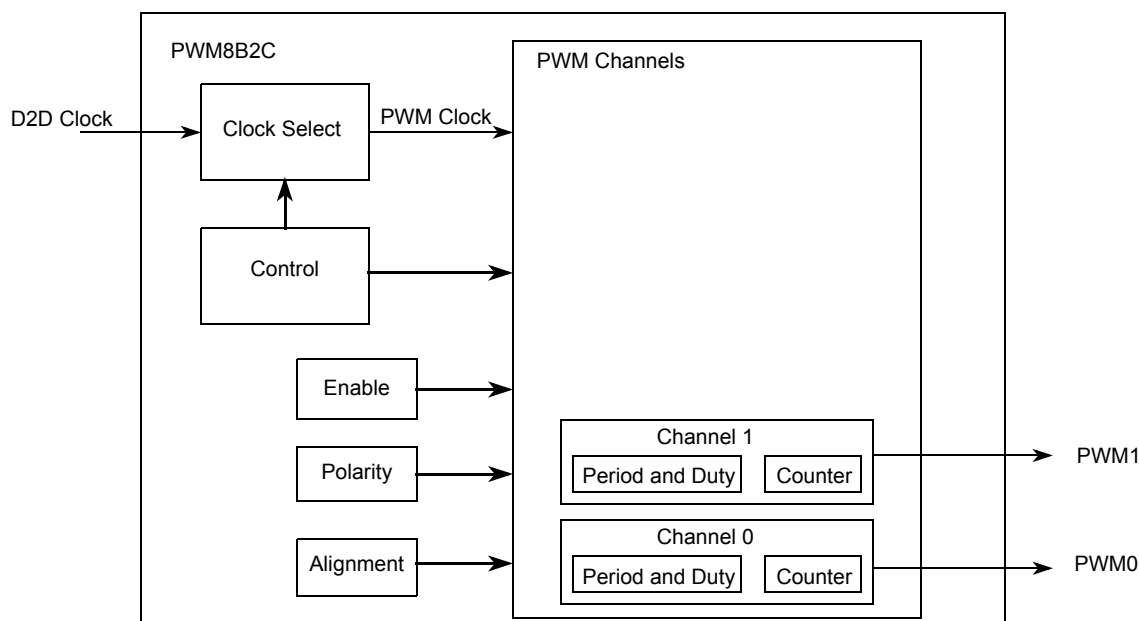 PWM8B2C
PWM Channels
D2D Clock
Clock Select
PWM Clock
Control
Enable
Polarity
Alignment
Channel 1
Period and Duty
Counter
PWM1
Channel 0
Period and Duty
Counter
PWM0